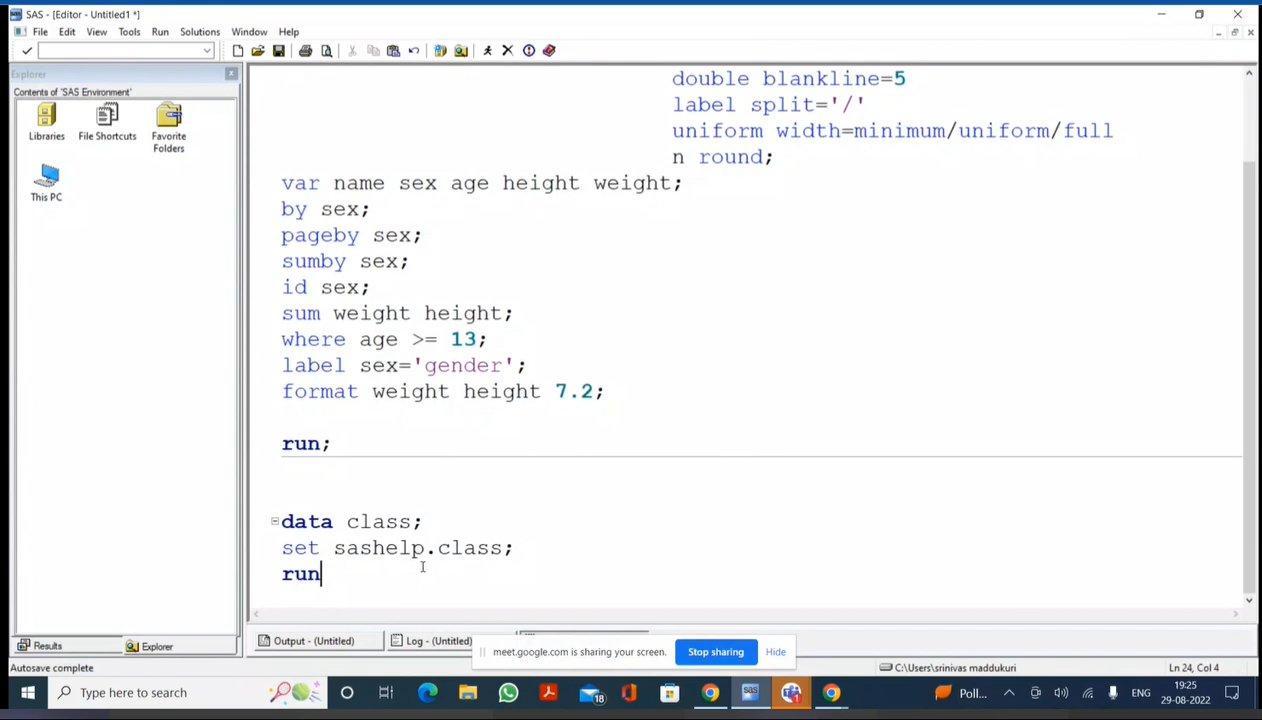 SAS - [Editor - Untitled1 *]
File Edit View Tools Run Solutions Window Help
Explorer
Contents of 'SAS Environment'
Libraries
File Shortcuts
Favorite
Folders
This PC
double blankline=5
label split='/'
uniform width=minimum/uniform/full
n round;
var name sex age height weight;
by sex;
pageby sex;
sumby sex;
id sex;
sum weight height;
where age >= 13;
label sex='gender';
format weight height 7.2;
run;
data class;
set sashelp.class;
run
Results
Explorer
Output - (Untitled)
Log - (Untitled)
meet.google.com is sharing your screen.
Stop sharing
Hide
Autosave complete
C:\Users\srinivas maddukuri
Ln 24, Col 4
Type here to search
18
sas
1
Poll...
ENG
19:25
29-08-2022